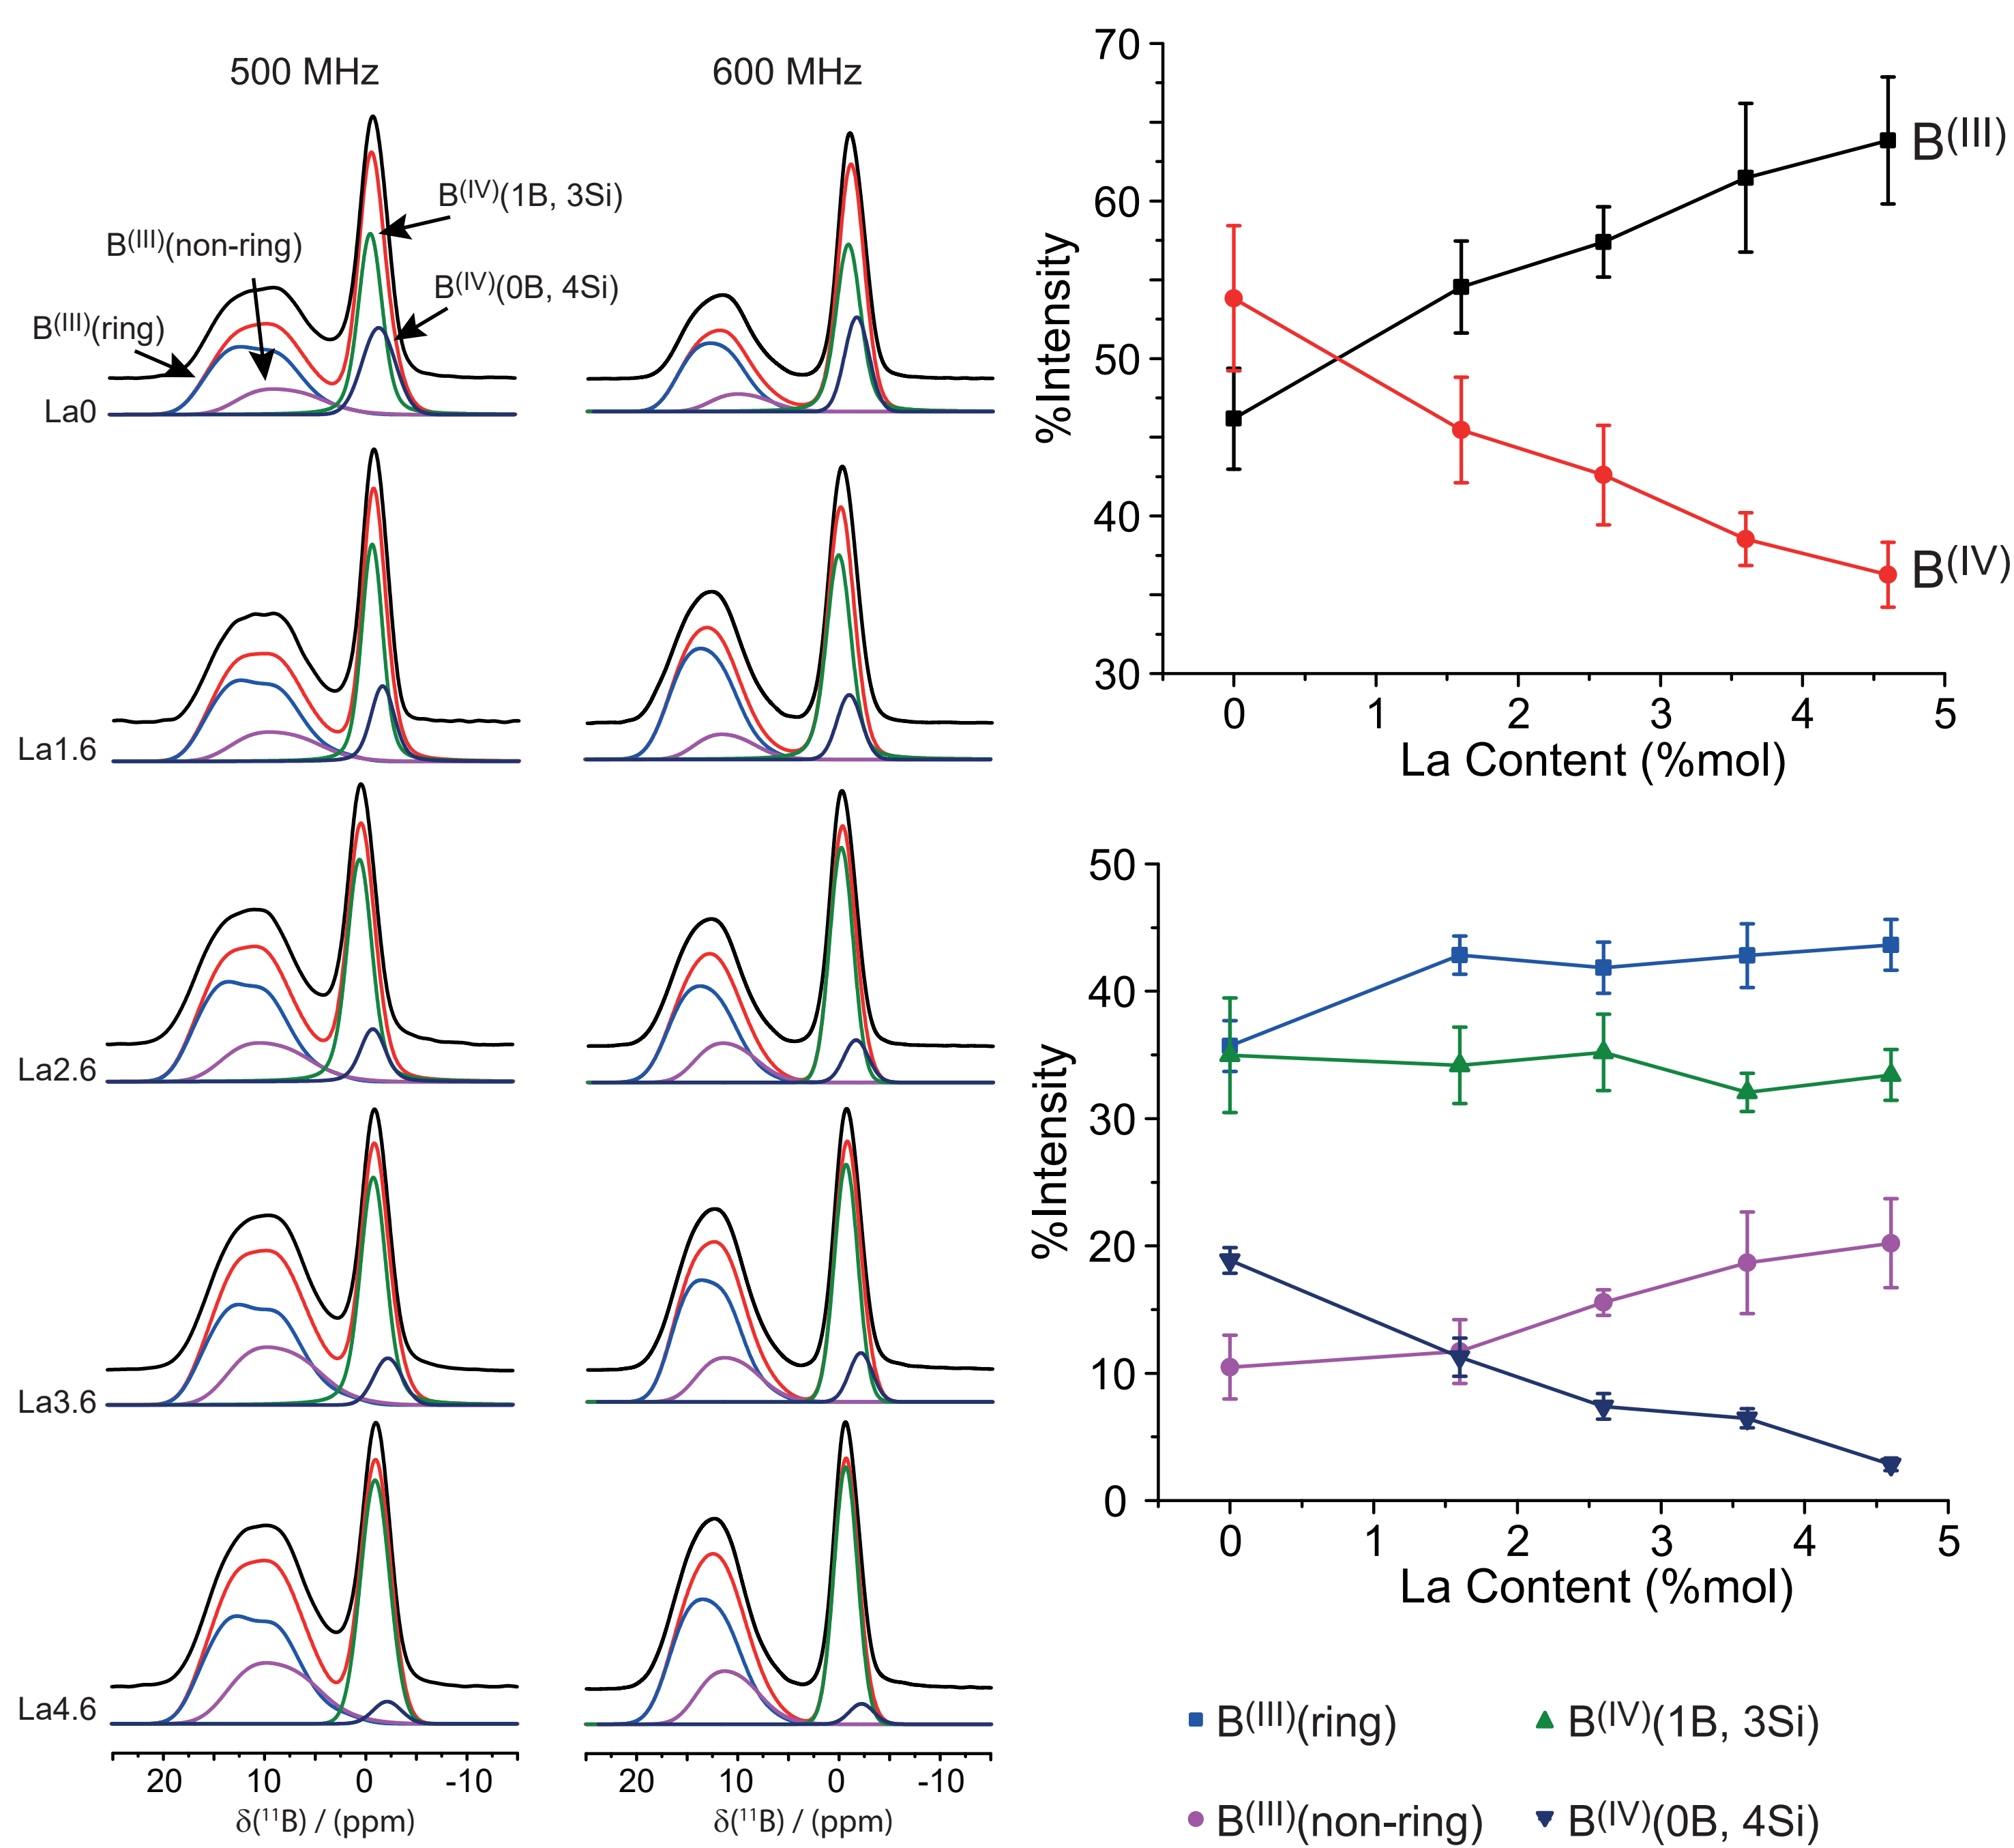 500 MHz
600 MHz
B(IV)(1B, 3Si)
B(III)(non-ring)
B(IV)(0B, 4Si)
B(III)(ring)
La0
La1.6
La2.6
La3.6
La4.6
20 10 0 -10
δ(11B) / (ppm)
20 10 0 -10
δ(11B) / (ppm)
70
60
50
40
30
%Intensity
B(III)
B(IV)
0 1 2 3 4 5
La Content (%mol)
50
40
30
20
10
0
%Intensity
0 1 2 3 4 5
La Content (%mol)
B(III)(ring)
B(IV)(1B, 3Si)
B(III)(non-ring)
B(IV)(0B, 4Si)